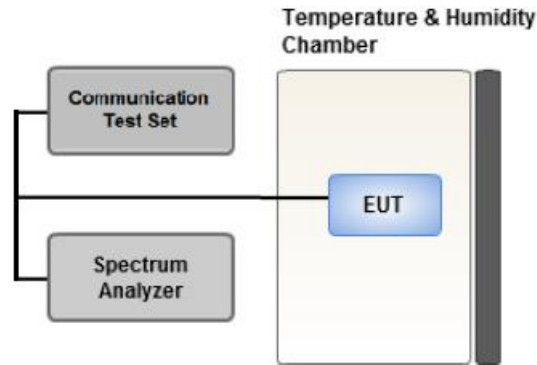 Temperature & Humidity
Chamber
Communication
Test Set
EUT
Spectrum
Analyzer